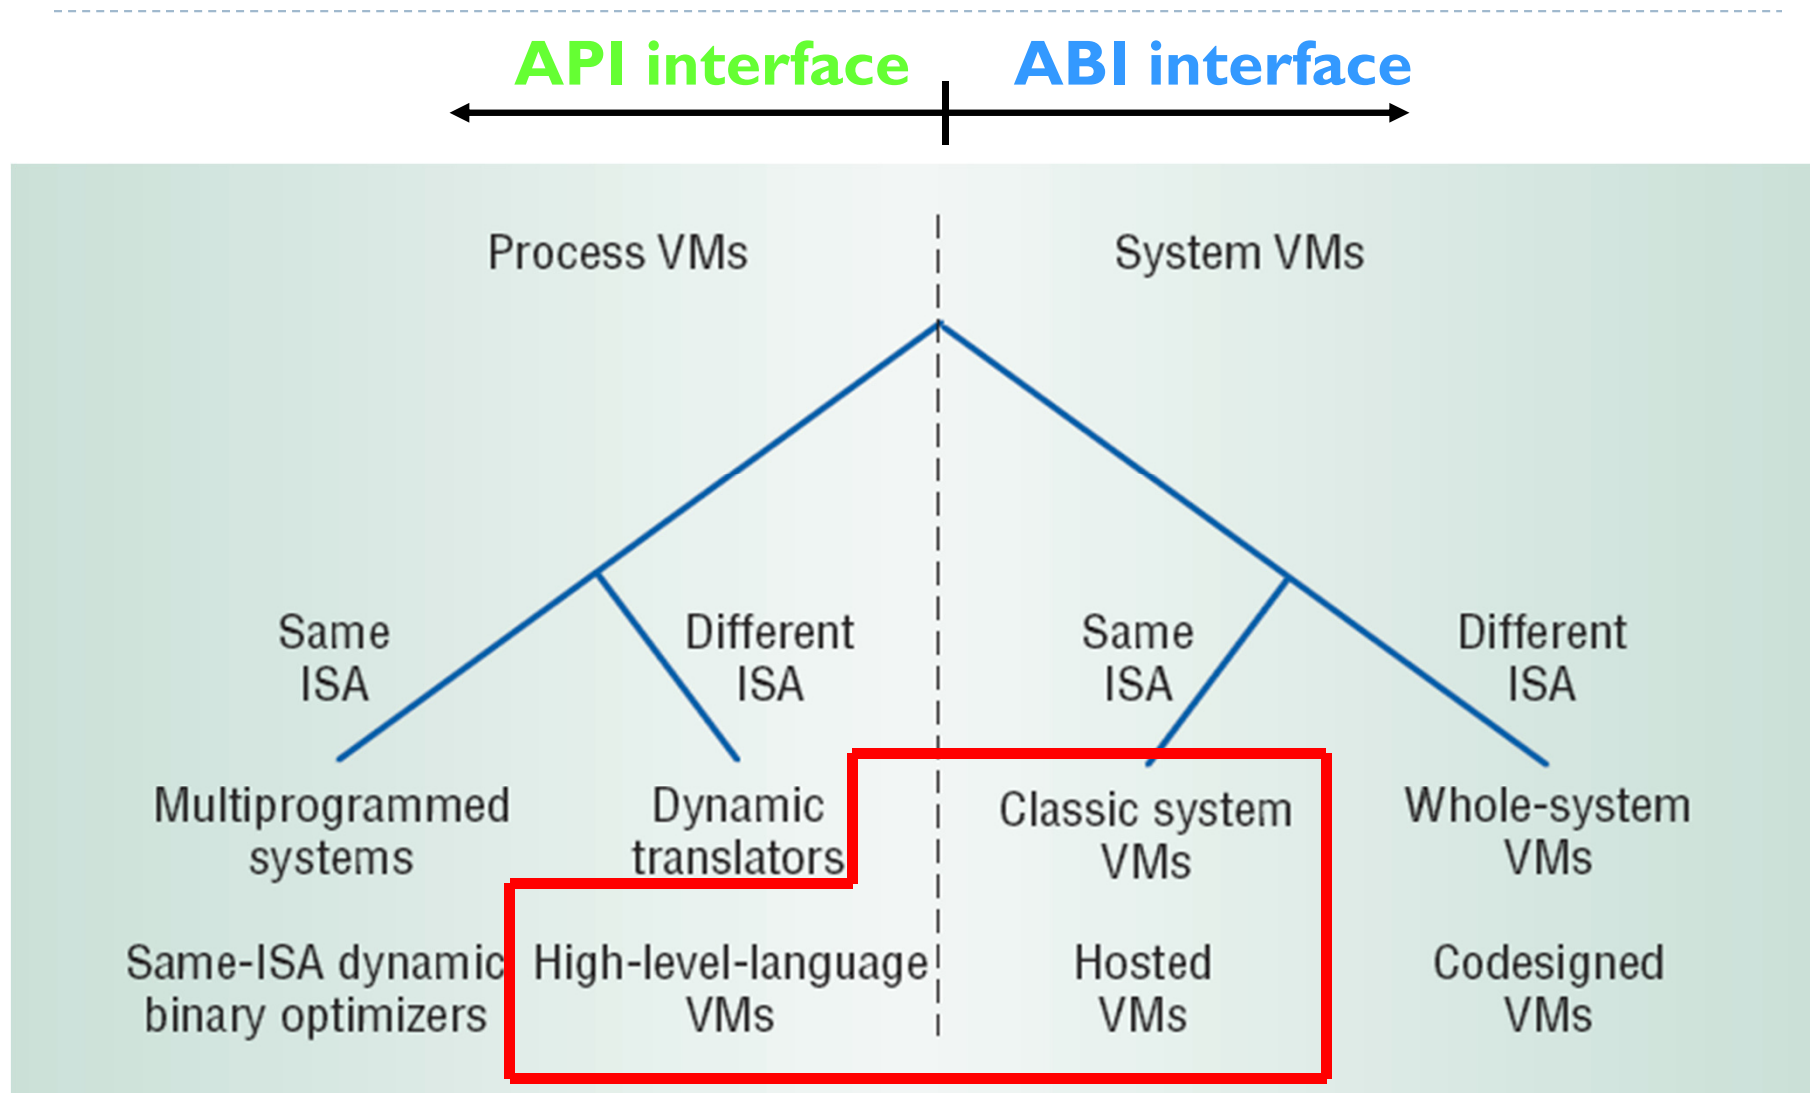 API interface
ABI interface
Process VMs
System VMs
Same
ISA
Different
ISA
Same
ISA
Different
ISA
Multiprogrammed
systems
Dynamic
translators
Classic system
VMs
Whole-system
VMs
Same-ISA dynamic
binary optimizers
High-level-language
VMs
Hosted
VMs
Codesigned
VMs